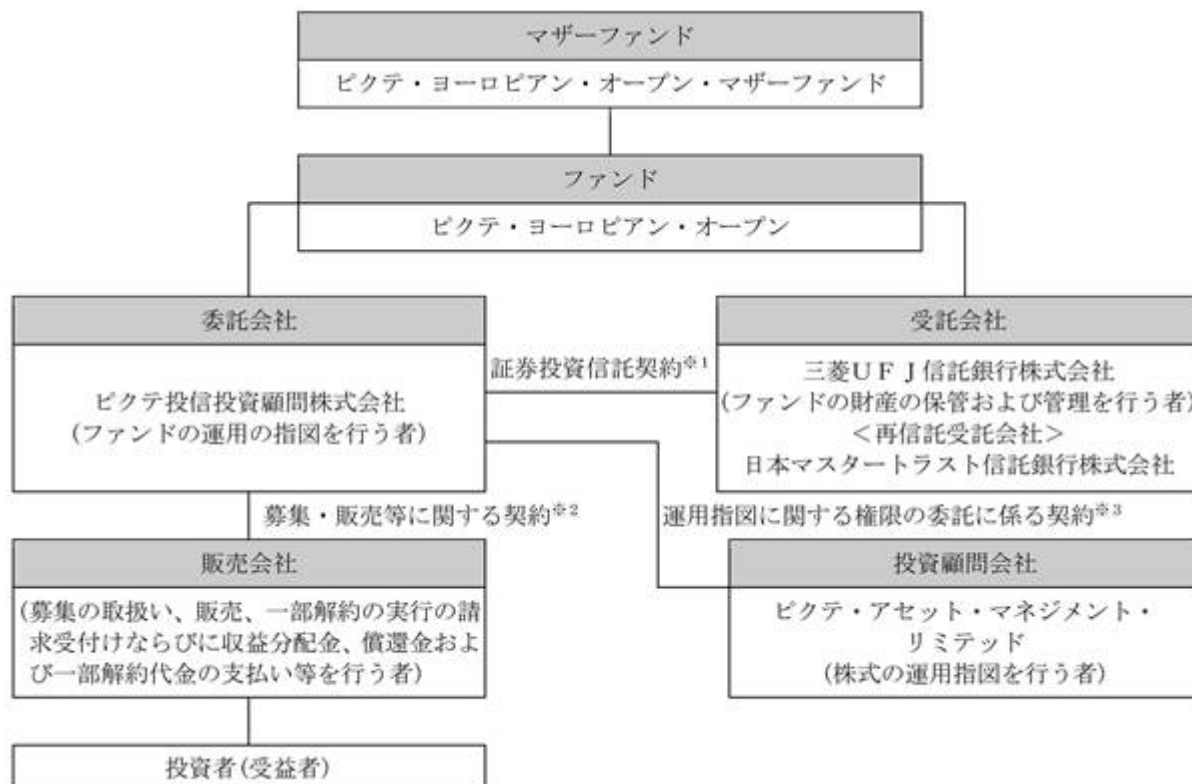 マザーファンド
ピクテ・ヨーロピアン・オープン・マザーファンド
ファンド
ピクテ・ヨーロピアン・オープン
委託会社
ピクテ投信投資顧問株式会社
(ファンドの運用の指図を行う者)
証券投資信託契約※1
受託会社
三菱UFJ信託銀行株式会社
(ファンドの財産の保管および管理を行う者)
<再信託受託会社>
日本マスタートラスト信託銀行株式会社
募集・販売等に関する契約※2
運用指図に関する権限の委託に係る契約※3
販売会社
(募集の取扱い、販売、一部解約の実行の請
求受付けならびに収益分配金、償還金およ
び一部解約代金の支払い等を行う者)
投資顧問会社
ピクテ・アセット・マネジメント・
リミテッド
(株式の運用指図を行う者)
投資者(受益者)